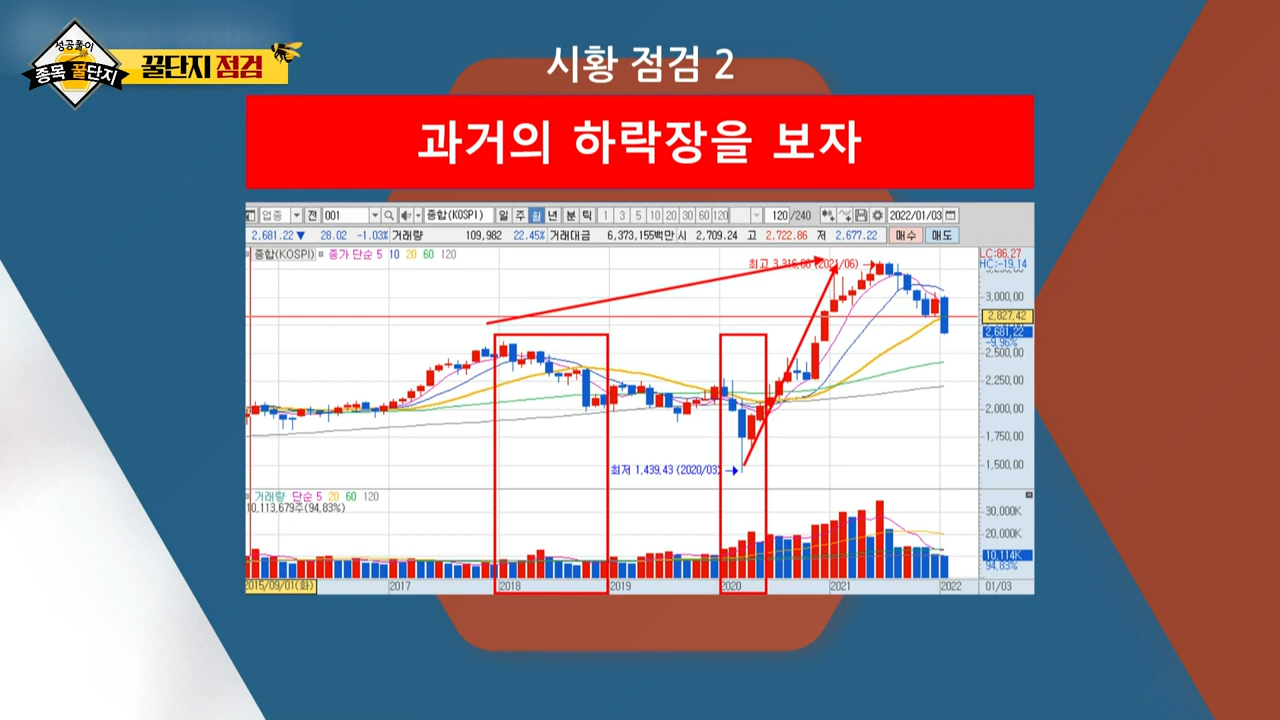 성공풀이
종목 꿀단지
꿀단지 점검
시황 점검 2
과거의 하락장을 보자
업종 전 001 종합(KOSPI) 일 주 월 년 분 틱 1 3 5 10 20 30 60 120 120 /240 2022/01/03
2,681.22 ▼ 28.02 -1.03% 거래량 109,982 22.45% 거래대금 6,373,155백만 시 2,709.24 고 2,722.86 저 2,677.22 매수 매도
종합(KOSPI) 종가 단순 5 10 20 60 120
LC:86.27
HC:-19.14
최고 3,316.08 (2021/06)
3,000.00
2,827.42
2,681.22
-9.96%
2,500.00
2,250.00
2,000.00
1,750.00
최저 1,439.43 (2020/03)
1,500.00
거래량 단순 5 20 60 120
10,113,679주(94.83%)
30,000K
20,000K
10,114K
94.83%
2015/09/01(화) 2017 2018 2019 2020 2021 2022 01/03